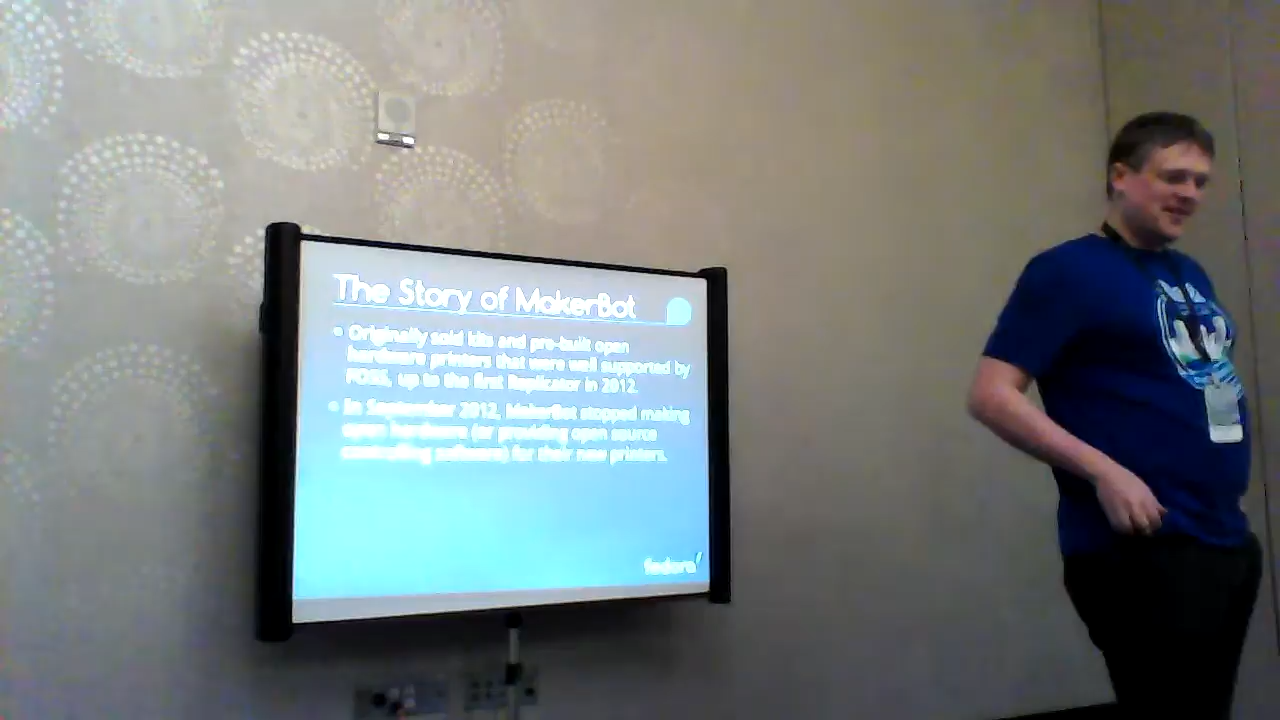 The Story of MakerBot
Originally sold kits and pre-built open
hardware printers that were well supported by
FOSS, up to the first Replicator in 2012.
In September 2012, MakerBot stopped making
open hardware (or providing open source
controlling software) for their new printers.
fedora